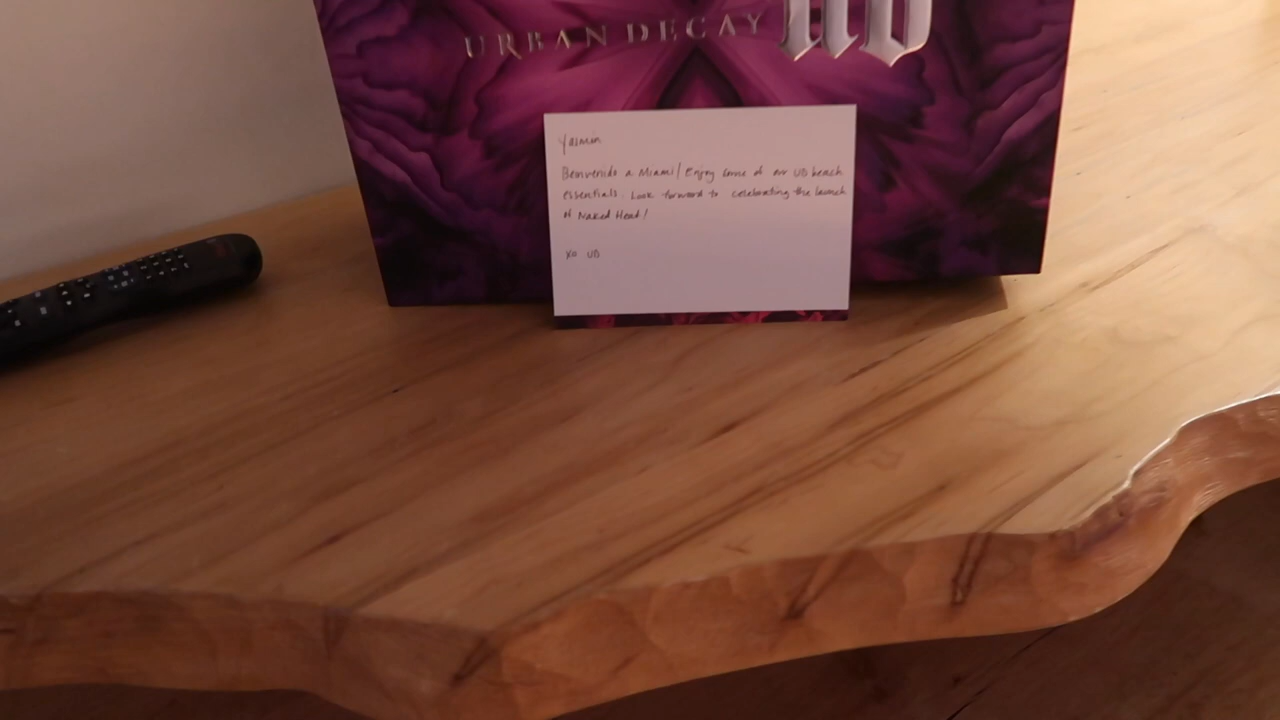 URBAN DECAY UD
Yasmin
Benvenido a Miami! Enjoy some of our UD beach
essentials. Look forward to celebrating the launch
of Naked Heat!
xo UD